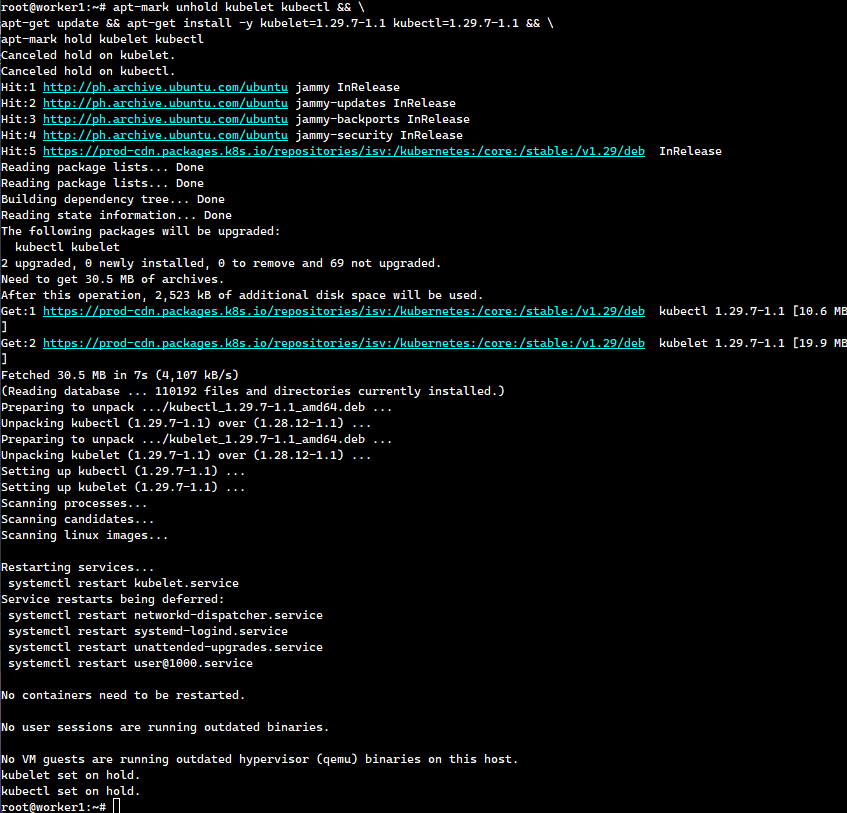 root@worker1:~# apt-mark unhold kubelet kubectl && \
apt-get update && apt-get install -y kubelet=1.29.7-1.1 kubectl=1.29.7-1.1 && \
apt-mark hold kubelet kubectl
Canceled hold on kubelet.
Canceled hold on kubectl.
Hit:1 http://ph.archive.ubuntu.com/ubuntu jammy InRelease
Hit:2 http://ph.archive.ubuntu.com/ubuntu jammy-updates InRelease
Hit:3 http://ph.archive.ubuntu.com/ubuntu jammy-backports InRelease
Hit:4 http://ph.archive.ubuntu.com/ubuntu jammy-security InRelease
Hit:5 https://prod-cdn.packages.k8s.io/repositories/isv:/kubernetes:/core:/stable:/v1.29/deb  InRelease
Reading package lists... Done
Reading package lists... Done
Building dependency tree... Done
Reading state information... Done
The following packages will be upgraded:
  kubectl kubelet
2 upgraded, 0 newly installed, 0 to remove and 69 not upgraded.
Need to get 30.5 MB of archives.
After this operation, 2,523 kB of additional disk space will be used.
Get:1 https://prod-cdn.packages.k8s.io/repositories/isv:/kubernetes:/core:/stable:/v1.29/deb  kubectl 1.29.7-1.1 [10.6 MB
]
Get:2 https://prod-cdn.packages.k8s.io/repositories/isv:/kubernetes:/core:/stable:/v1.29/deb  kubelet 1.29.7-1.1 [19.9 MB
]
Fetched 30.5 MB in 7s (4,107 kB/s)
(Reading database ... 110192 files and directories currently installed.)
Preparing to unpack .../kubectl_1.29.7-1.1_amd64.deb ...
Unpacking kubectl (1.29.7-1.1) over (1.28.12-1.1) ...
Preparing to unpack .../kubelet_1.29.7-1.1_amd64.deb ...
Unpacking kubelet (1.29.7-1.1) over (1.28.12-1.1) ...
Setting up kubectl (1.29.7-1.1) ...
Setting up kubelet (1.29.7-1.1) ...
Scanning processes...
Scanning candidates...
Scanning linux images...

Restarting services...
 systemctl restart kubelet.service
Service restarts being deferred:
 systemctl restart networkd-dispatcher.service
 systemctl restart systemd-logind.service
 systemctl restart unattended-upgrades.service
 systemctl restart user@1000.service

No containers need to be restarted.

No user sessions are running outdated binaries.

No VM guests are running outdated hypervisor (qemu) binaries on this host.
kubelet set on hold.
kubectl set on hold.
root@worker1:~#